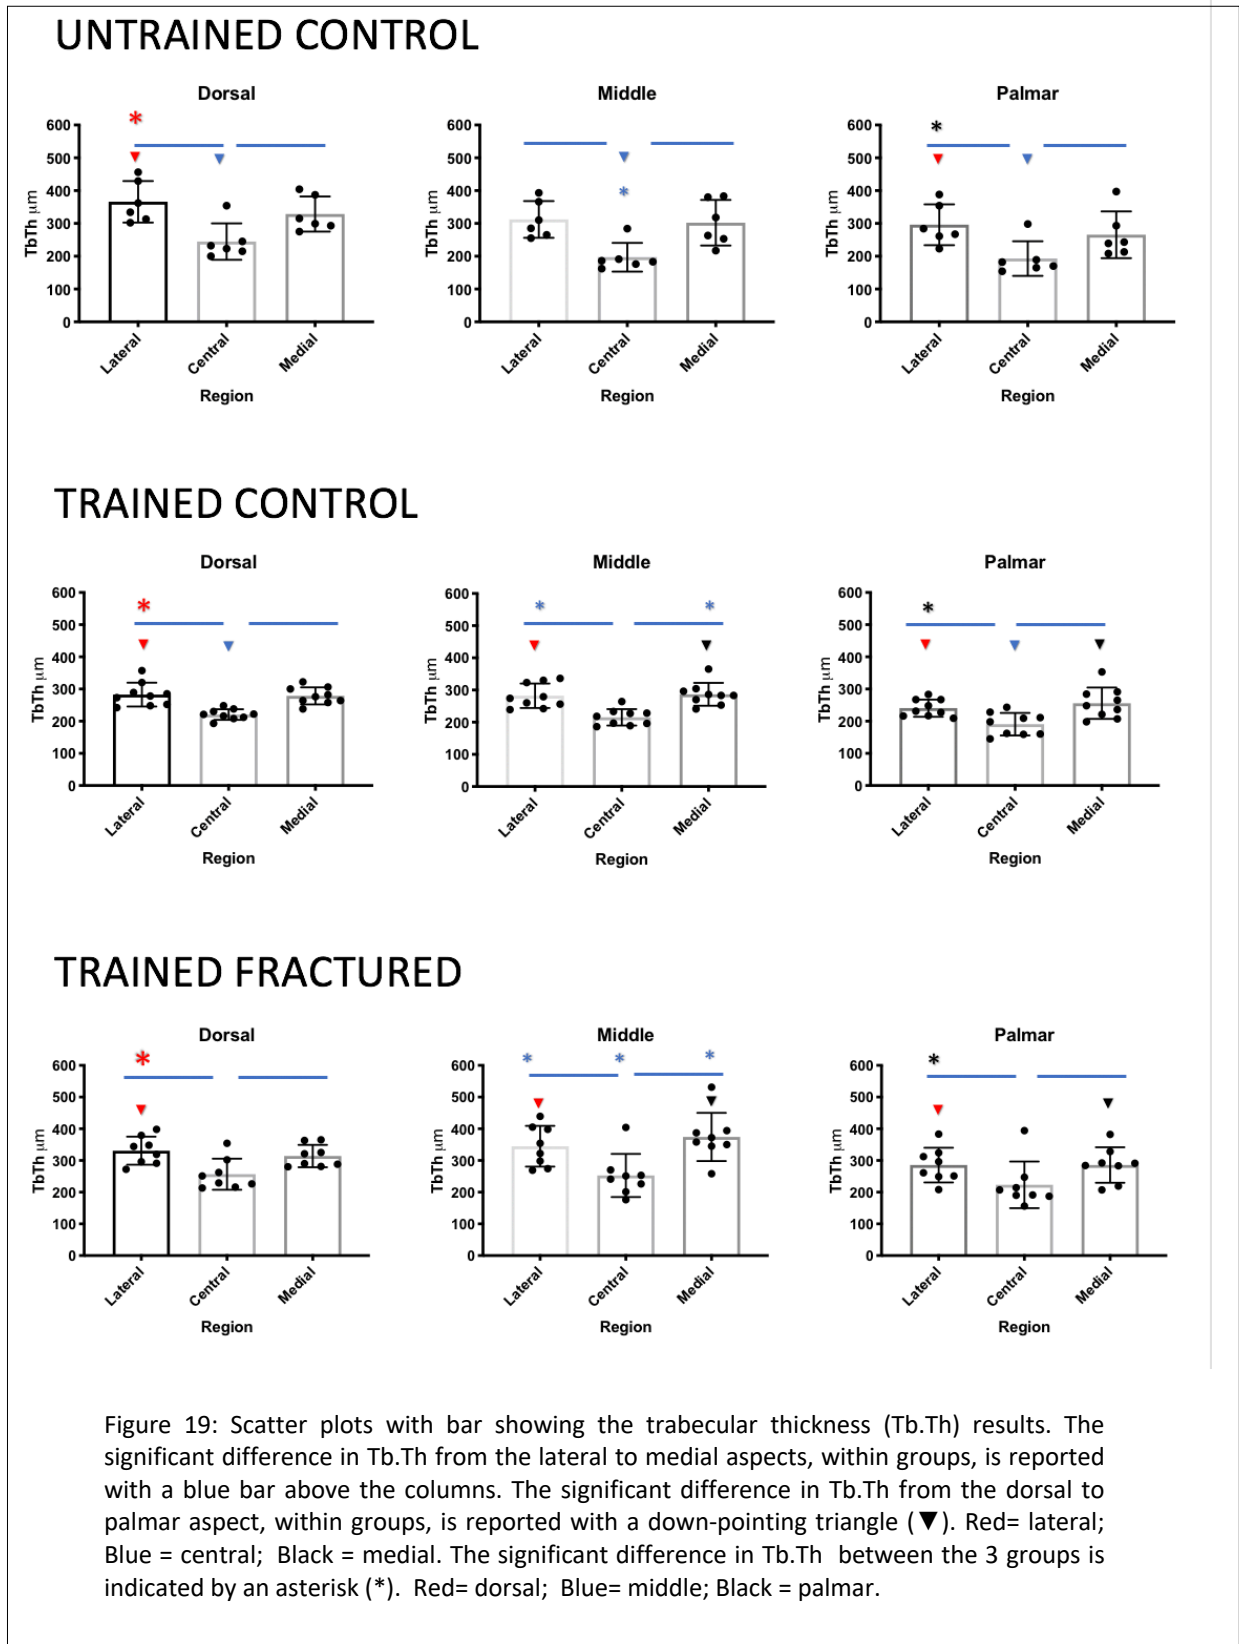 UNTRAINED CONTROL
Dorsal
600
500
400
300
200
100
0
TbTh μm
Lateral
Central
Medial
Region
*
Middle
600
500
400
300
200
100
0
TbTh μm
Lateral
Central
Medial
Region
*
Palmar
600
500
400
300
200
100
0
TbTh μm
Lateral
Central
Medial
Region
*
TRAINED CONTROL
Dorsal
600
500
400
300
200
100
0
TbTh μm
Lateral
Central
Medial
Region
*
Middle
600
500
400
300
200
100
0
TbTh μm
Lateral
Central
Medial
Region
* *
Palmar
600
500
400
300
200
100
0
TbTh μm
Lateral
Central
Medial
Region
*
TRAINED FRACTURED
Dorsal
600
500
400
300
200
100
0
TbTh μm
Lateral
Central
Medial
Region
*
Middle
600
500
400
300
200
100
0
TbTh μm
Lateral
Central
Medial
Region
* * *
Palmar
600
500
400
300
200
100
0
TbTh μm
Lateral
Central
Medial
Region
*
Figure 19: Scatter plots with bar showing the trabecular thickness (Tb.Th) results. The
significant difference in Tb.Th from the lateral to medial aspects, within groups, is reported
with a blue bar above the columns. The significant difference in Tb.Th from the dorsal to
palmar aspect, within groups, is reported with a down-pointing triangle (▼). Red= lateral;
Blue = central; Black = medial. The significant difference in Tb.Th between the 3 groups is
indicated by an asterisk (*). Red= dorsal; Blue= middle; Black = palmar.